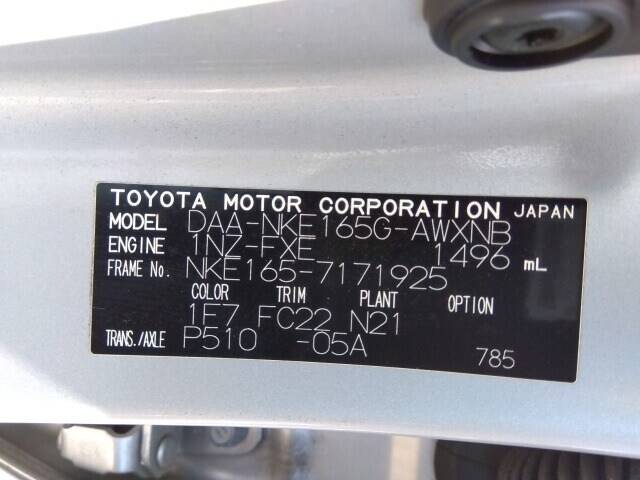 TOYOTA MOTOR CORPORATION JAPAN
MODEL DAA-NKE165G-AWXNB
ENGINE 1NZ-FXE 1496 mL
FRAME No. NKE165-7171925
COLOR TRIM PLANT OPTION
1F7 FC22 N21
TRANS./AXLE P510 -05A 785